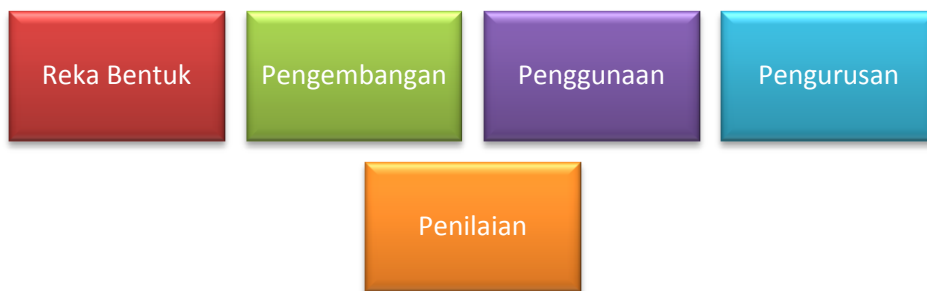 Reka Bentuk
Pengembangan
Penggunaan
Pengurusan
Penilaian